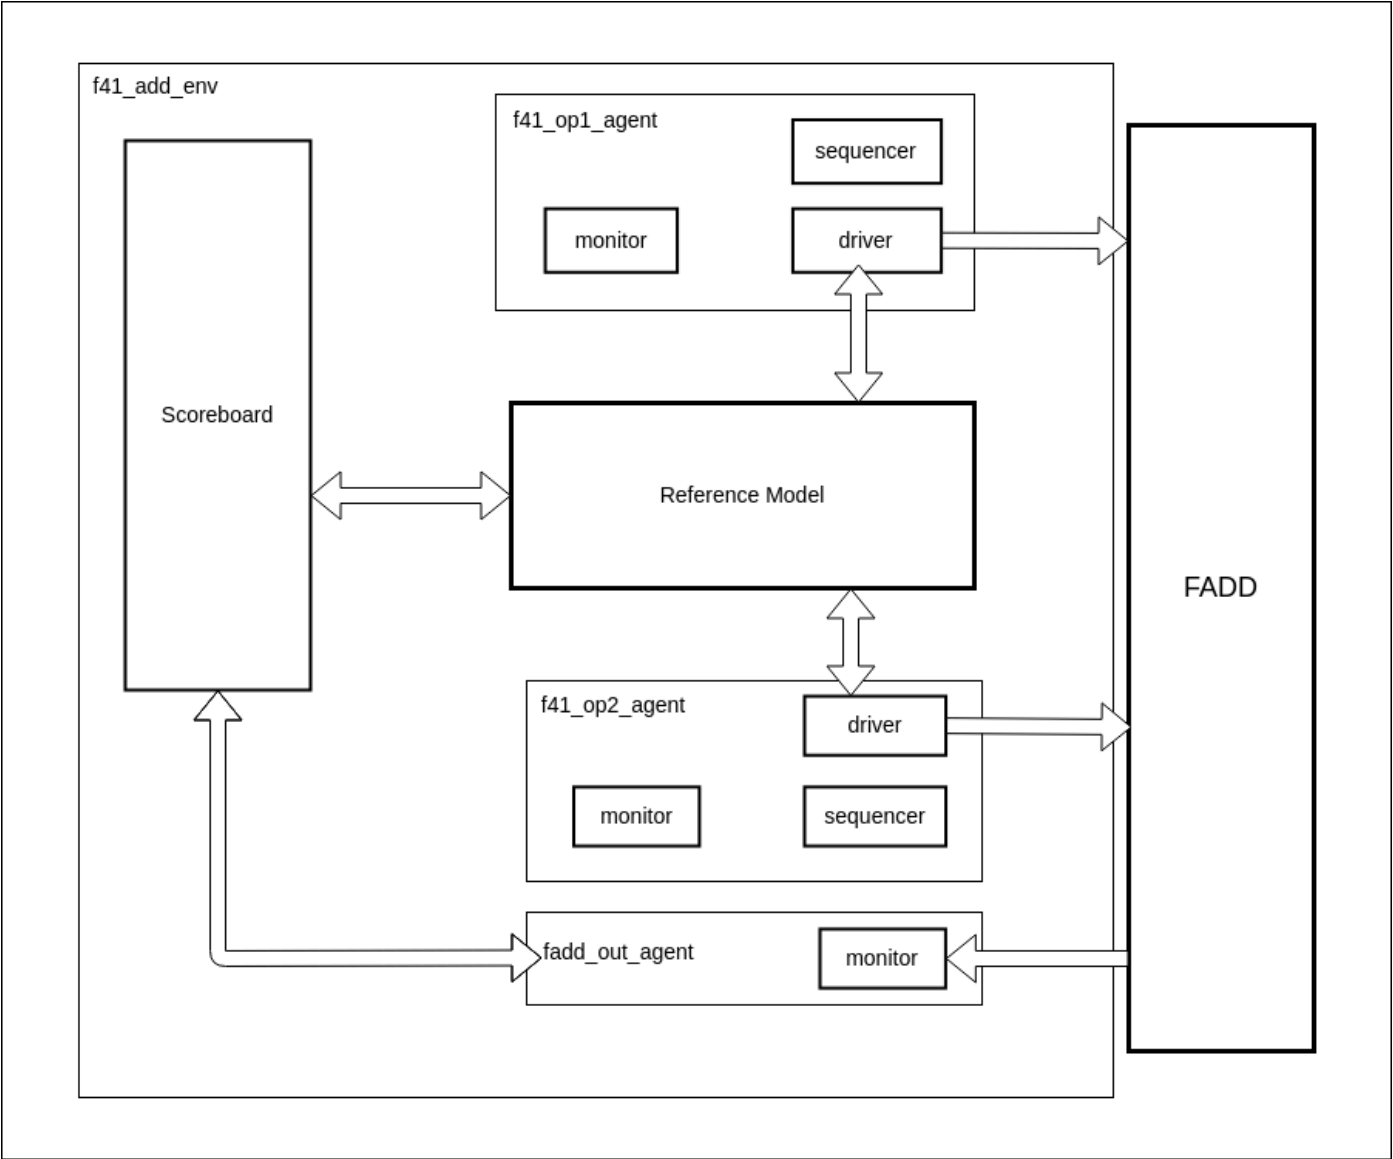 f41_add_env
f41_op1_agent
sequencer
monitor
driver
Scoreboard
Reference Model
FADD
f41_op2_agent
driver
monitor
sequencer
fadd_out_agent
monitor